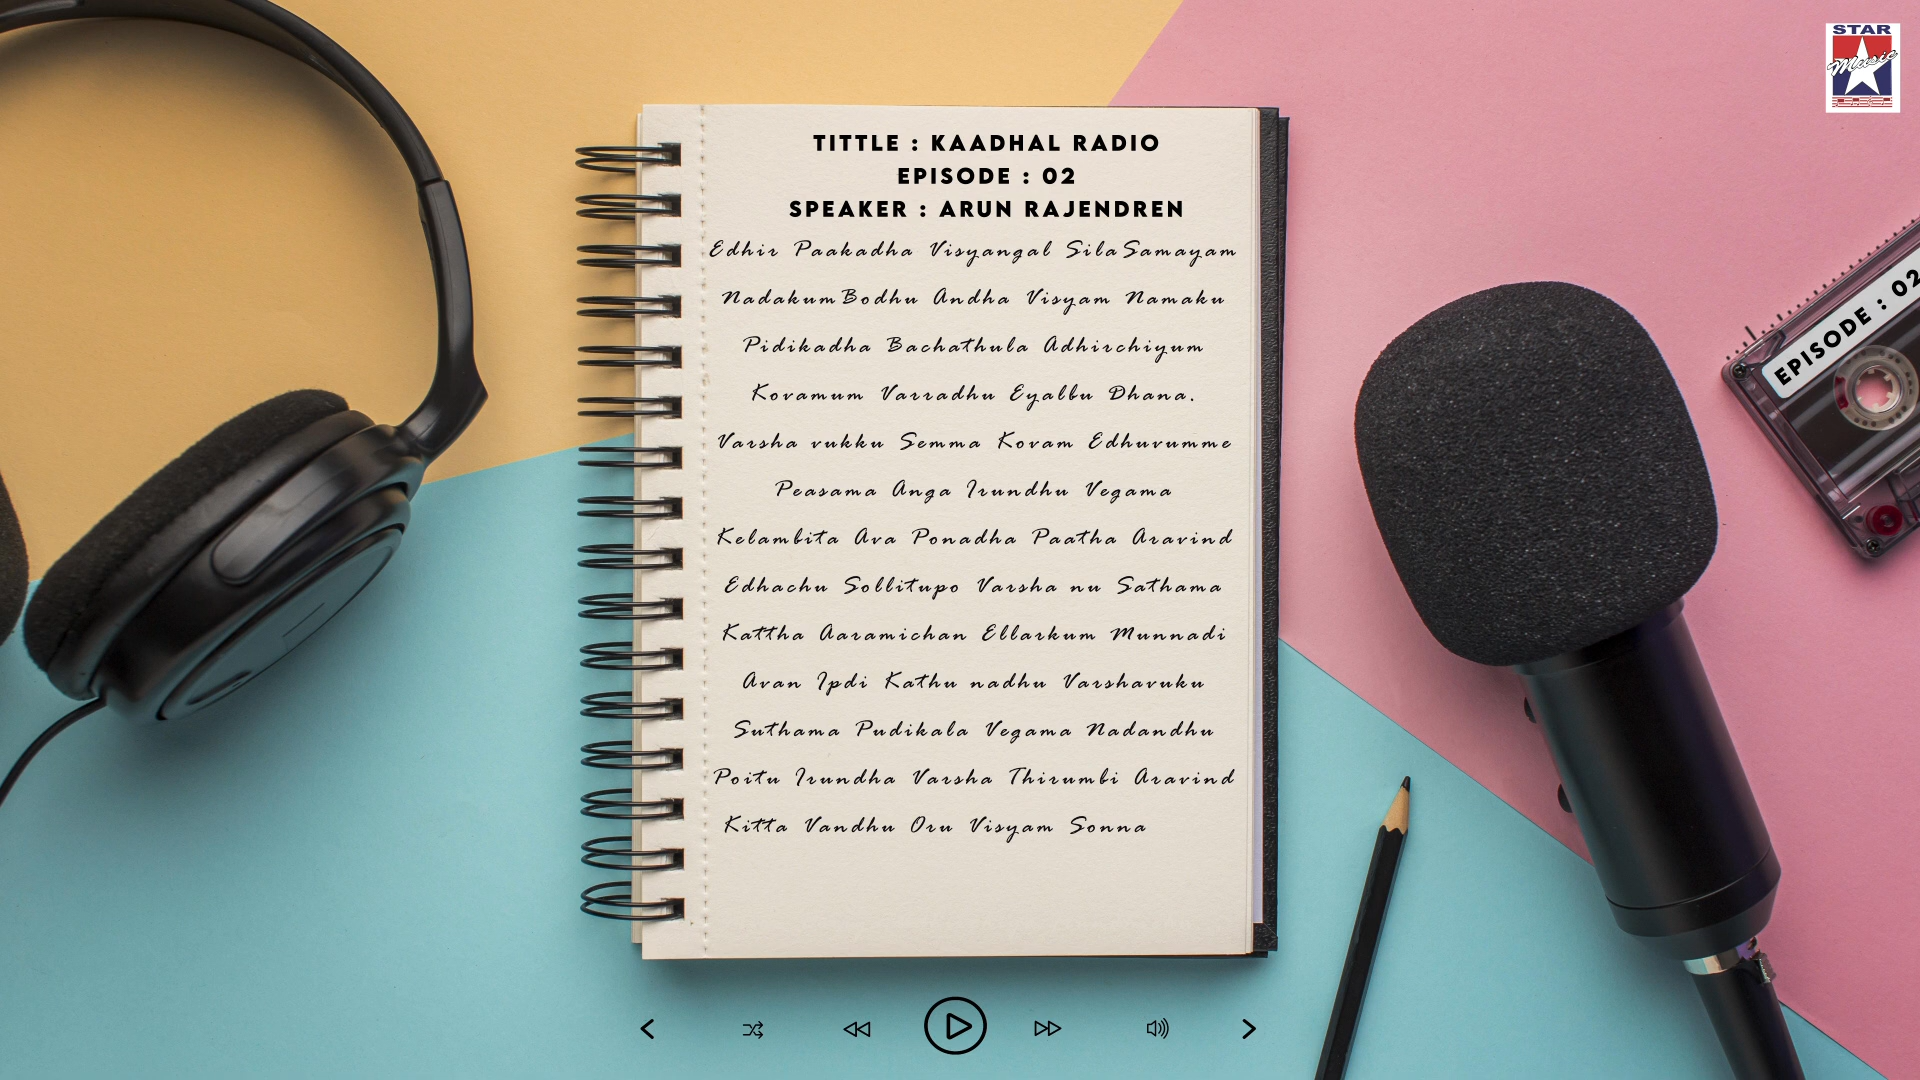 STAR
Music
TITTLE : KAADHAL RADIO
EPISODE : 02
SPEAKER : ARUN RAJENDREN
Edhir Paakadha Visyangal SilaSamayam
NadakumBodhu Andha Visyam Namaku
Pidikadha Bachathula Adhirchiyum
Kovamum Varradhu Eyalbu Dhana.
Varsha vukku Semma Kovam Edhuvumme
Peasama Anga Irundhu Vegama
Kelambita Ava Ponadha Paatha Aravind
Edhachu Sollitupo Varsha nu Sathama
Kattha Aaramichan Ellarkum Munnadi
Avan Ipdi Kathu nadhu Varshavuku
Suthama Pudikala Vegama Nadandhu
Poitu Irundha Varsha Thirumbi Aravind
Kitta Vandhu Oru Visyam Sonna
EPISODE : 02